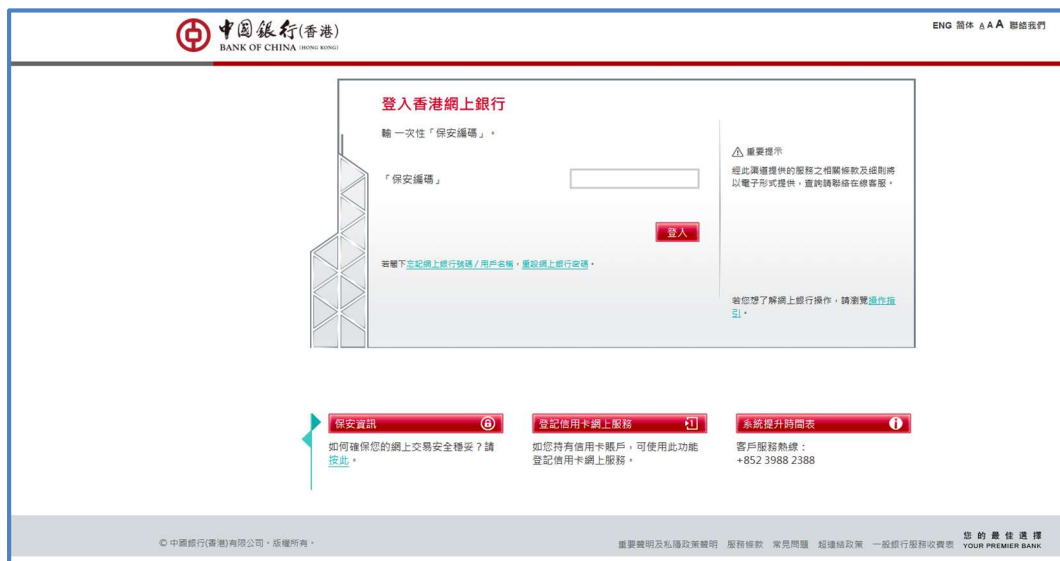 中國銀行(香港)
BANK OF CHINA (HONG KONG)
ENG 简体 A A A 聯絡我們
登入香港網上銀行
輸 一次性「保安編碼」。
「保安編碼」
登入
若閣下忘記網上銀行號碼 / 用戶名稱，重設網上銀行密碼。
重要提示
經此渠道提供的服務之相關條款及細則將
以電子形式提供，查詢請聯絡在線客服。
若您想了解網上銀行操作，請瀏覽操作指
引。
保安資訊
如何確保您的網上交易安全穩妥？請
按此。
登記信用卡網上服務
如您持有信用卡賬戶，可使用此功能
登記信用卡網上服務。
系統提升時間表
客戶服務熱線：
+852 3988 2388
© 中國銀行(香港)有限公司。版權所有。
重要聲明及私隱政策聲明 服務條款 常見問題 超連結政策 一般銀行服務收費表
您的最佳選擇
YOUR PREMIER BANK